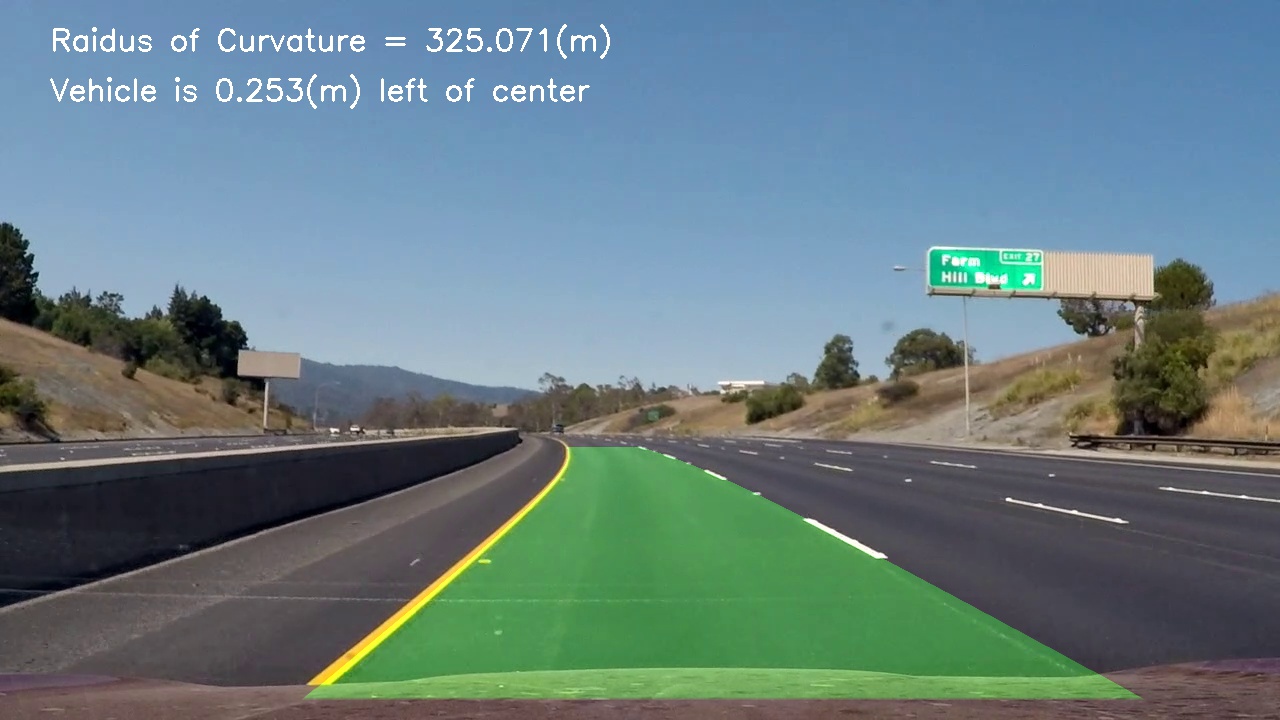 Raidus of Curvature = 325.071(m)
Vehicle is 0.253(m) left of center
EXIT 27
Farm
Hill Blvd